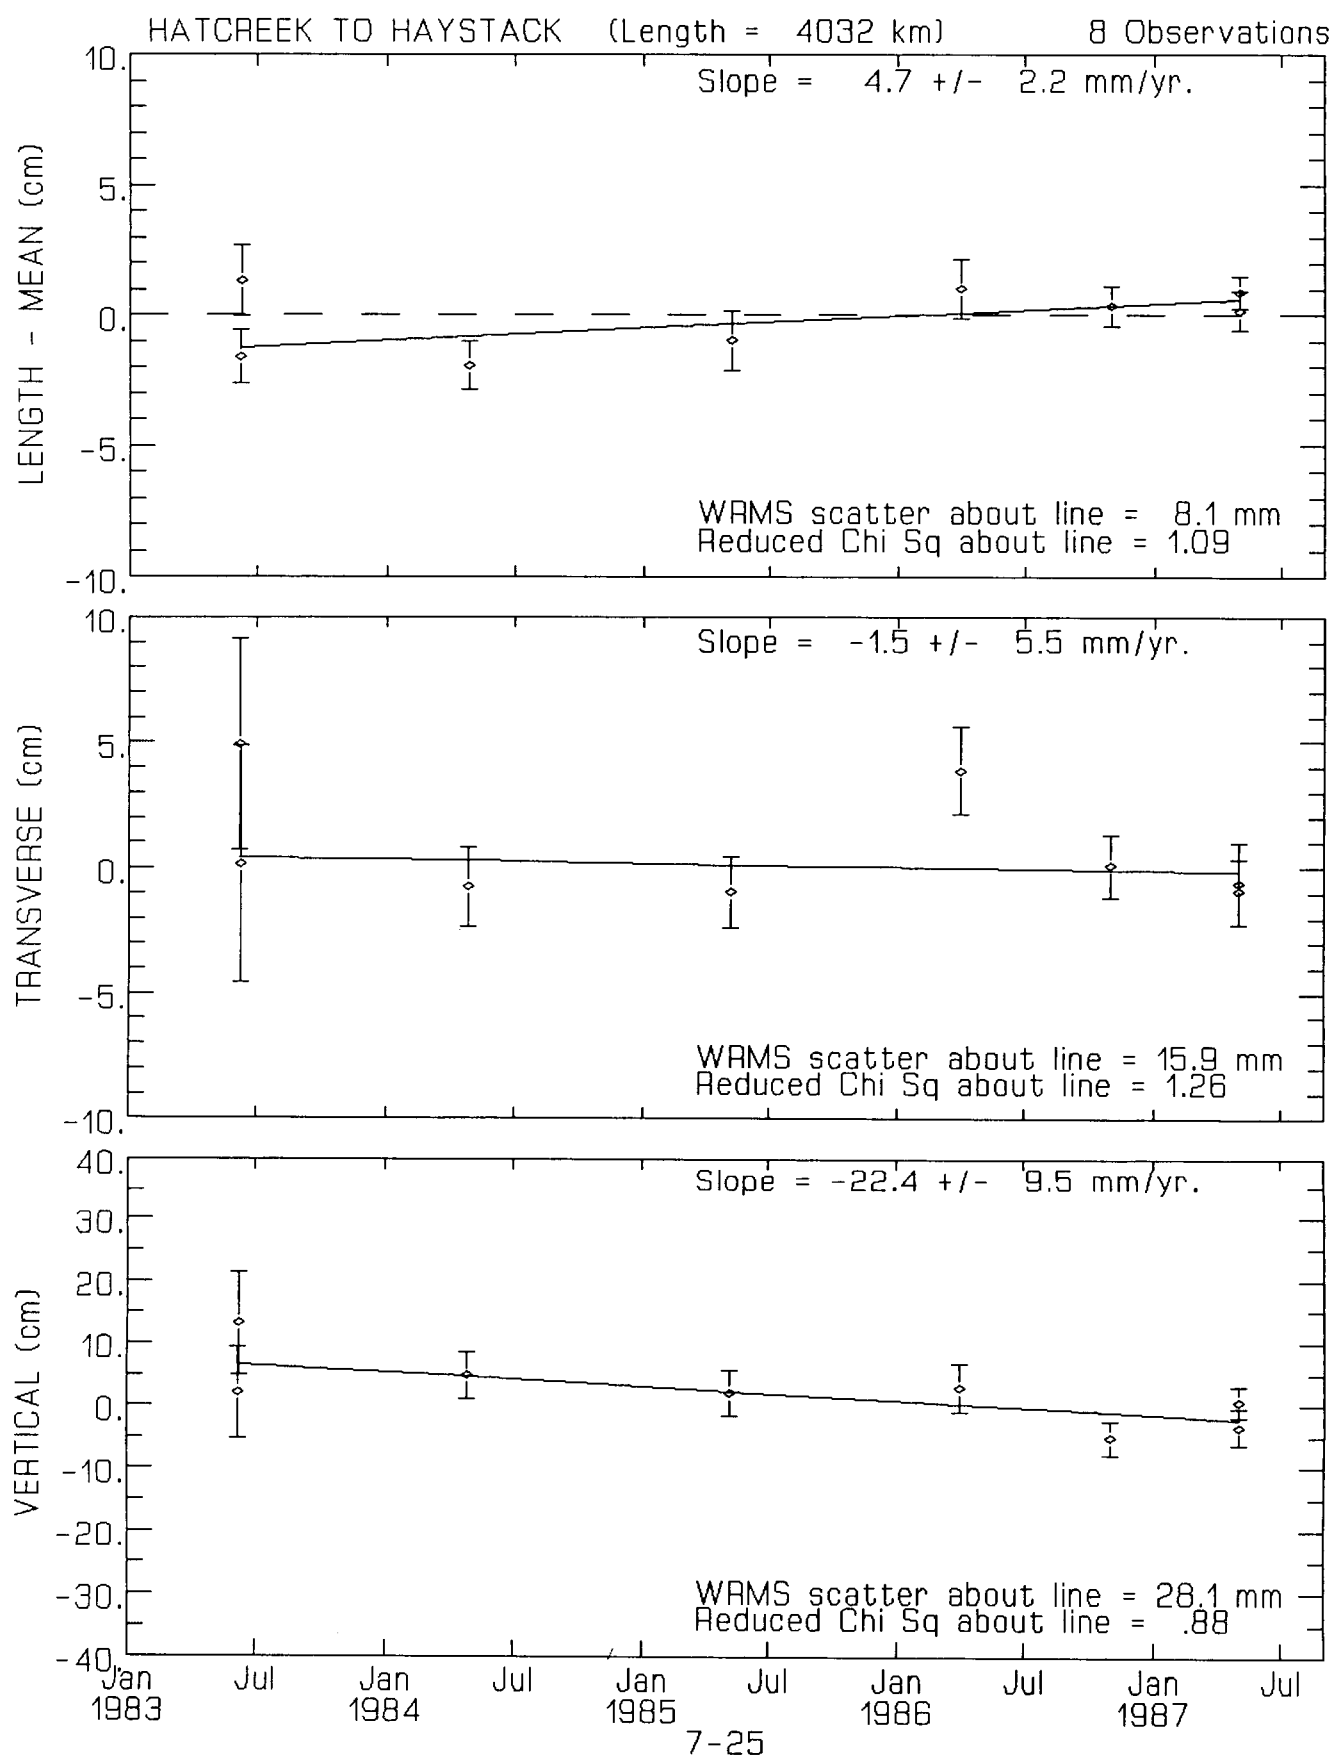 HATCREEK TO HAYSTACK (Length = 4032 km) 8 Observations
10.
Slope = 4.7 +/- 2.2 mm/yr.
5.
LENGTH - MEAN (cm)
0.
-5.
WRMS scatter about line = 8.1 mm
Reduced Chi Sq about line = 1.09
-10.
10.
Slope = -1.5 +/- 5.5 mm/yr.
5.
TRANSVERSE (cm)
0.
-5.
WRMS scatter about line = 15.9 mm
Reduced Chi Sq about line = 1.26
-10.
40.
Slope = -22.4 +/- 9.5 mm/yr.
30.
20.
10.
VERTICAL (cm)
0.
-10.
-20.
-30.
WRMS scatter about line = 28.1 mm
Reduced Chi Sq about line = .88
-40.
Jan Jul Jan Jul Jan Jul Jan Jul Jan Jul
1983 1984 1985 1986 1987
7-25